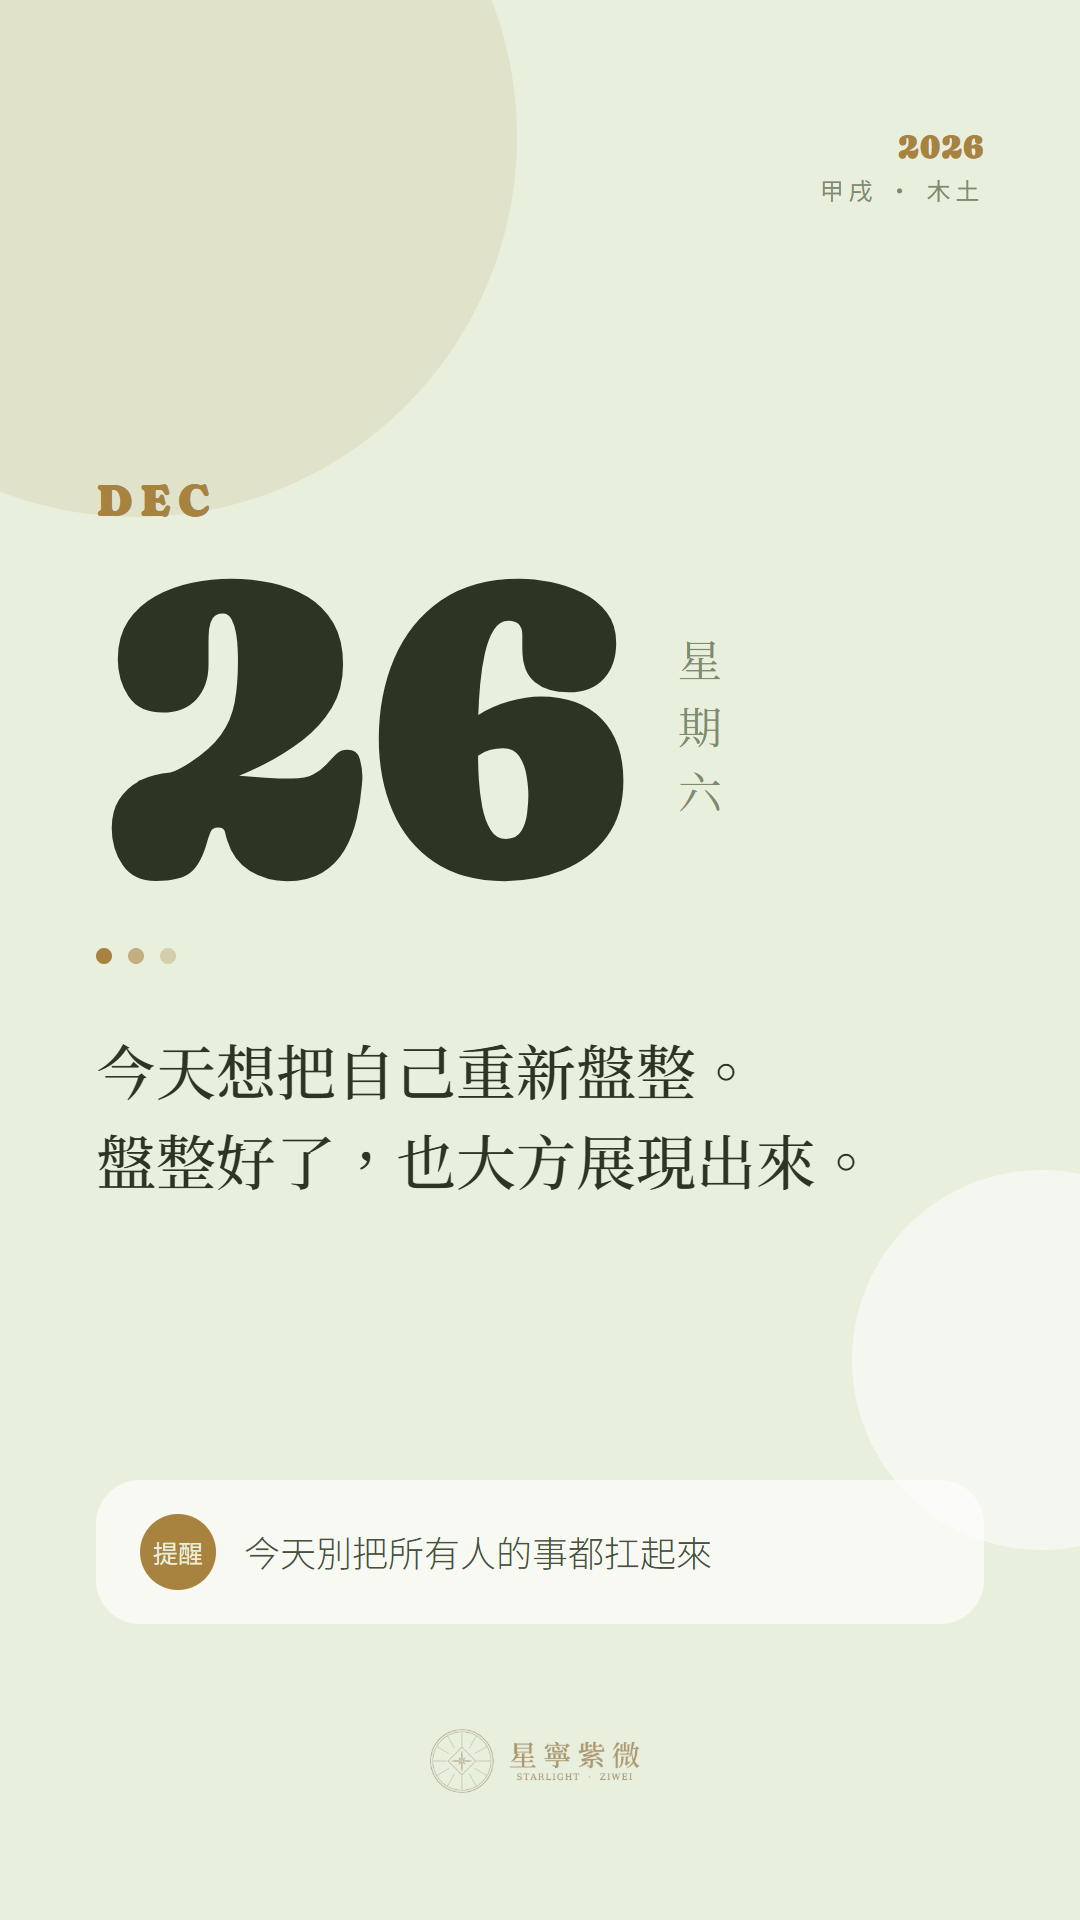 2026
甲戌 · 木土
DEC
26
星期六
今天想把自己重新盤整。
盤整好了，也大方展現出來。
提醒
今天別把所有人的事都扛起來
星寧紫微
STARLIGHT · ZIWEI